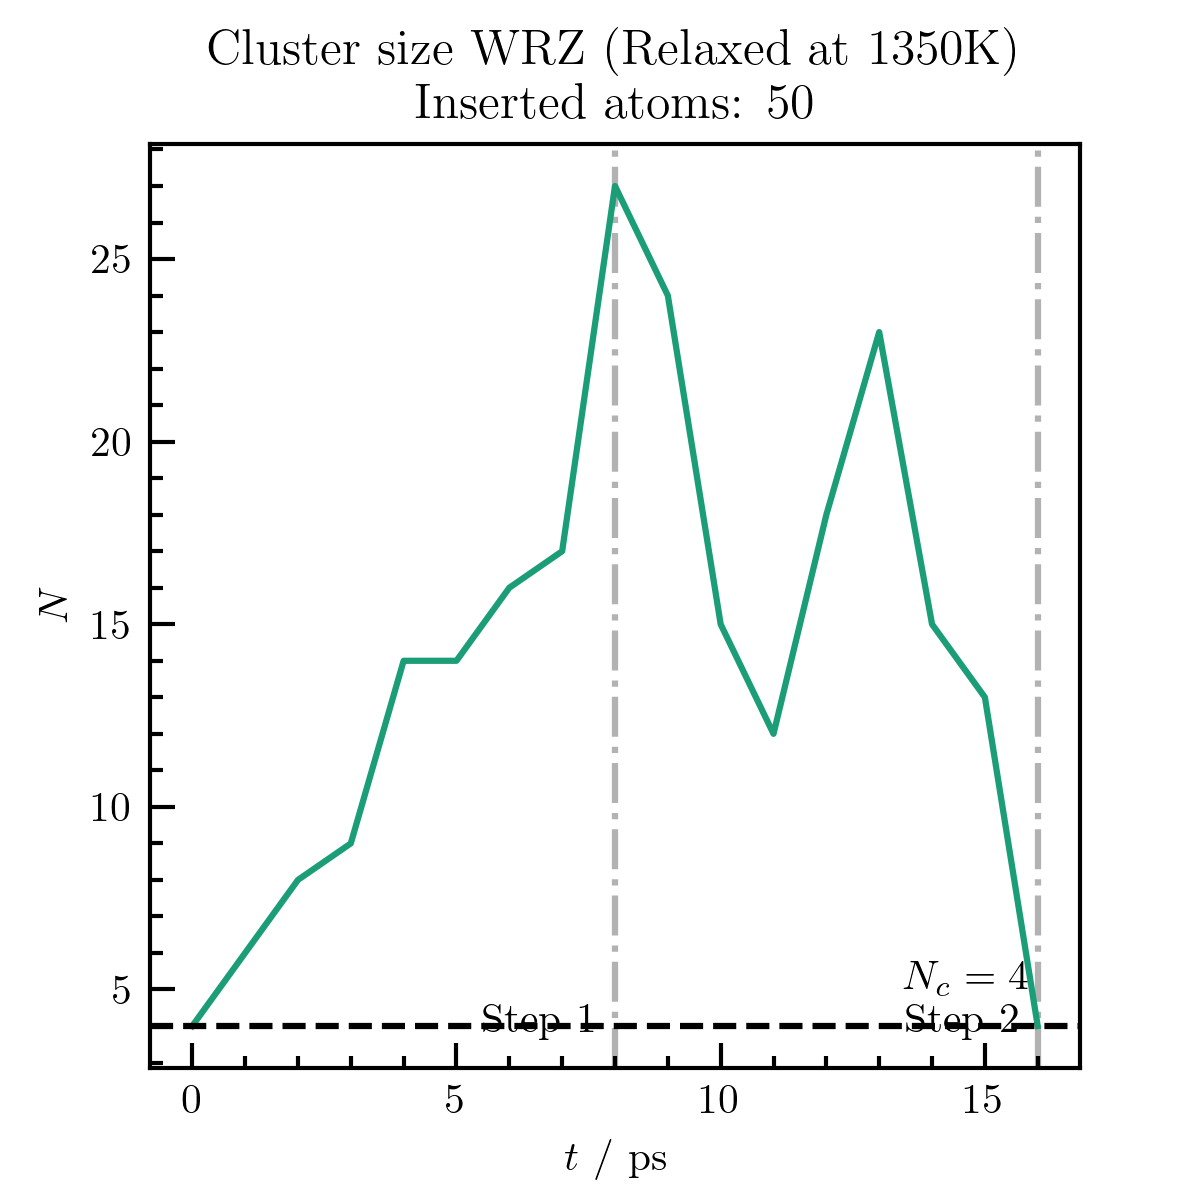 Cluster size WRZ (Relaxed at 1350K)
Inserted atoms: 50
25
20
15
10
5
N
N_c = 4
Step 1
Step 2
0 5 10 15
t / ps